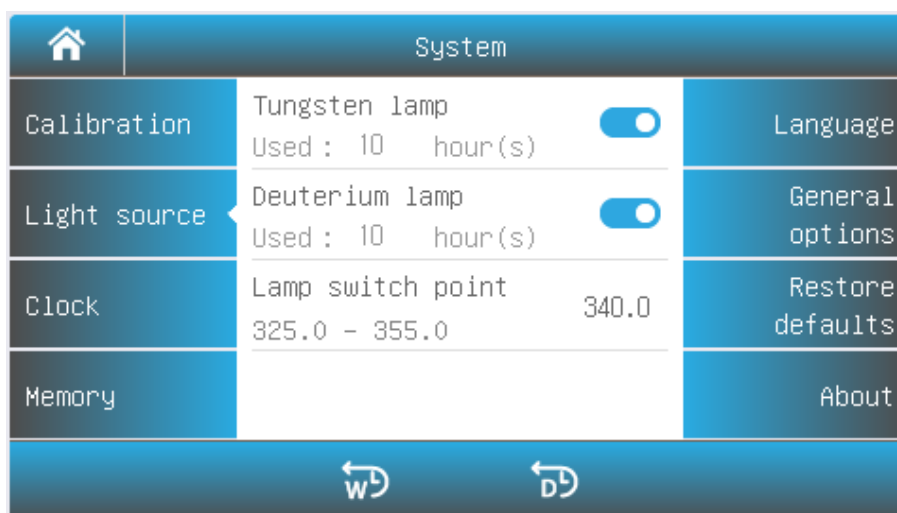 System
Calibration
Light source
Clock
Memory
Tungsten lamp
Used : 10 hour(s)
Deuterium lamp
Used : 10 hour(s)
Lamp switch point
340.0
325.0 - 355.0
Language
General
options
Restore
defaults
About
W
D